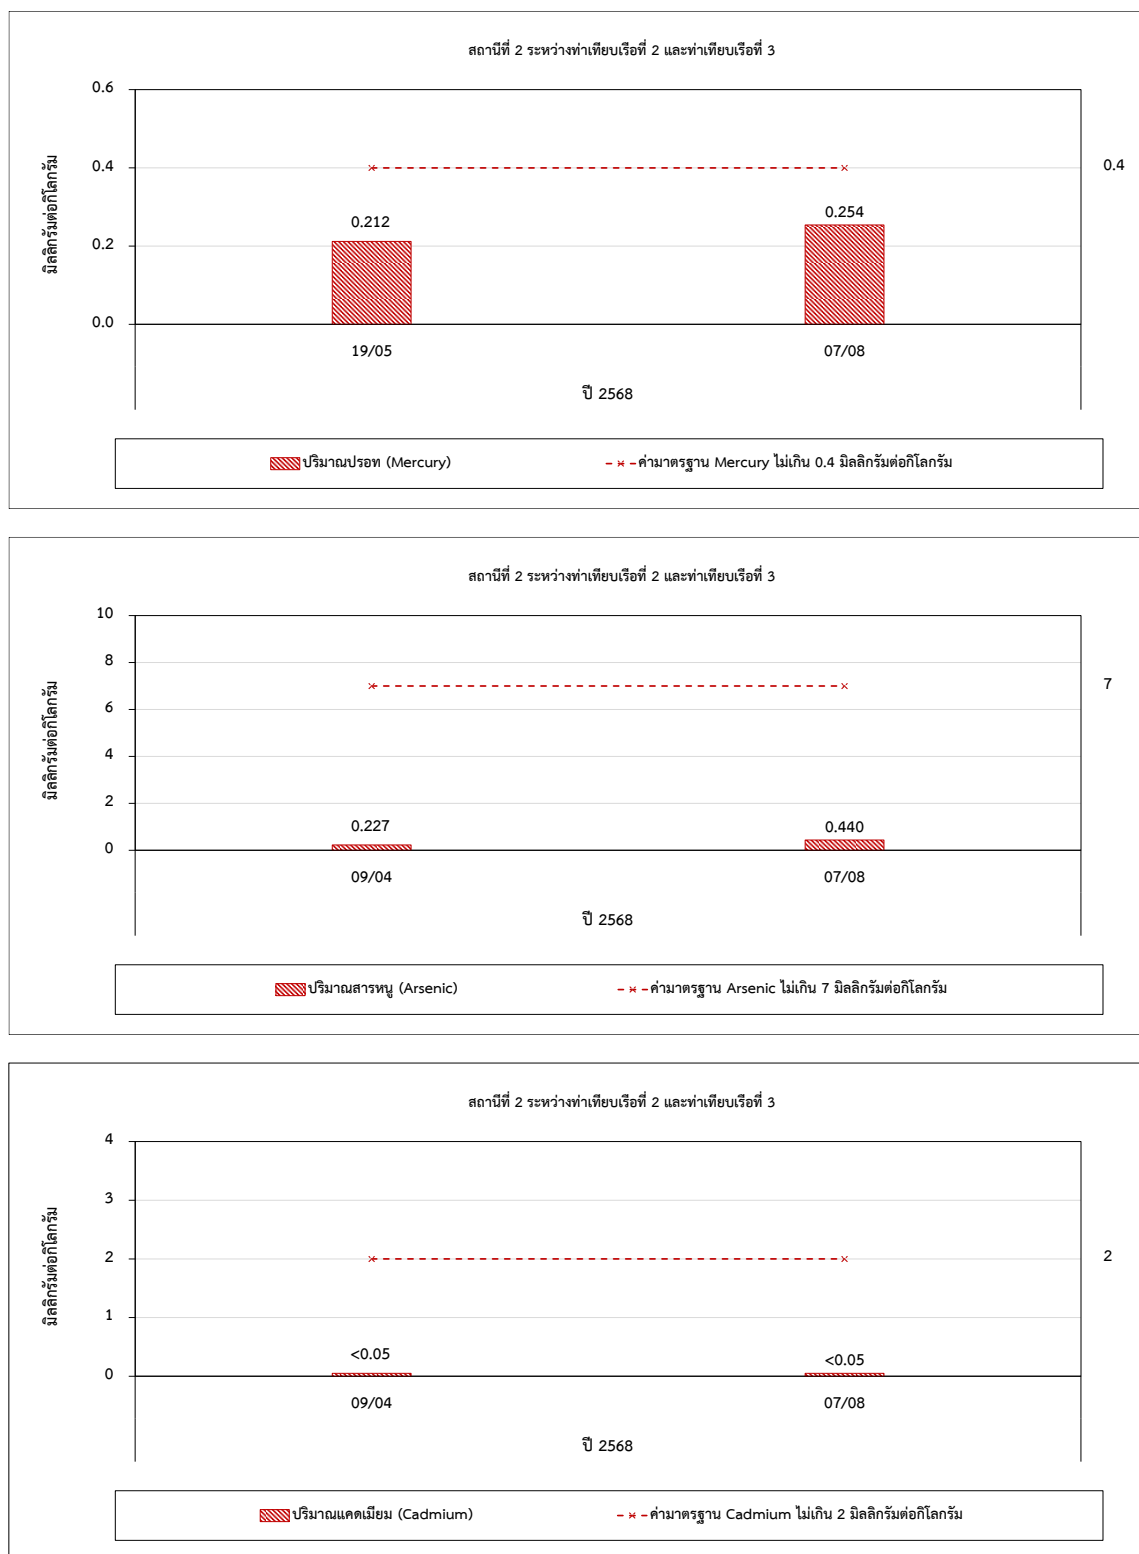 สถานีที่ 2 ระหว่างท่าเทียบเรือที่ 2 และท่าเทียบเรือที่ 3
มิลลิกรัมต่อกิโลกรัม
0.6
0.4
0.4
0.2
0.0
0.212
0.254
19/05
07/08
ปี 2568
ปริมาณปรอท (Mercury)
ค่ามาตรฐาน Mercury ไม่เกิน 0.4 มิลลิกรัมต่อกิโลกรัม
สถานีที่ 2 ระหว่างท่าเทียบเรือที่ 2 และท่าเทียบเรือที่ 3
มิลลิกรัมต่อกิโลกรัม
10
8
7
6
4
2
0
0.227
0.440
09/04
07/08
ปี 2568
ปริมาณสารหนู (Arsenic)
ค่ามาตรฐาน Arsenic ไม่เกิน 7 มิลลิกรัมต่อกิโลกรัม
สถานีที่ 2 ระหว่างท่าเทียบเรือที่ 2 และท่าเทียบเรือที่ 3
มิลลิกรัมต่อกิโลกรัม
4
3
2
2
1
0
<0.05
<0.05
09/04
07/08
ปี 2568
ปริมาณแคดเมียม (Cadmium)
ค่ามาตรฐาน Cadmium ไม่เกิน 2 มิลลิกรัมต่อกิโลกรัม